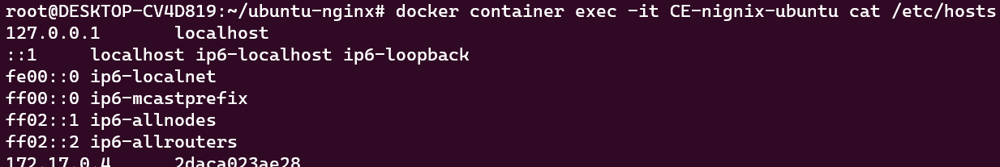 root@DESKTOP-CV4D819:~/ubuntu-nginx# docker container exec -it CE-nignix-ubuntu cat /etc/hosts
127.0.0.1       localhost
::1     localhost ip6-localhost ip6-loopback
fe00::0 ip6-localnet
ff00::0 ip6-mcastprefix
ff02::1 ip6-allnodes
ff02::2 ip6-allrouters
172.17.0.4      2daca023ae28